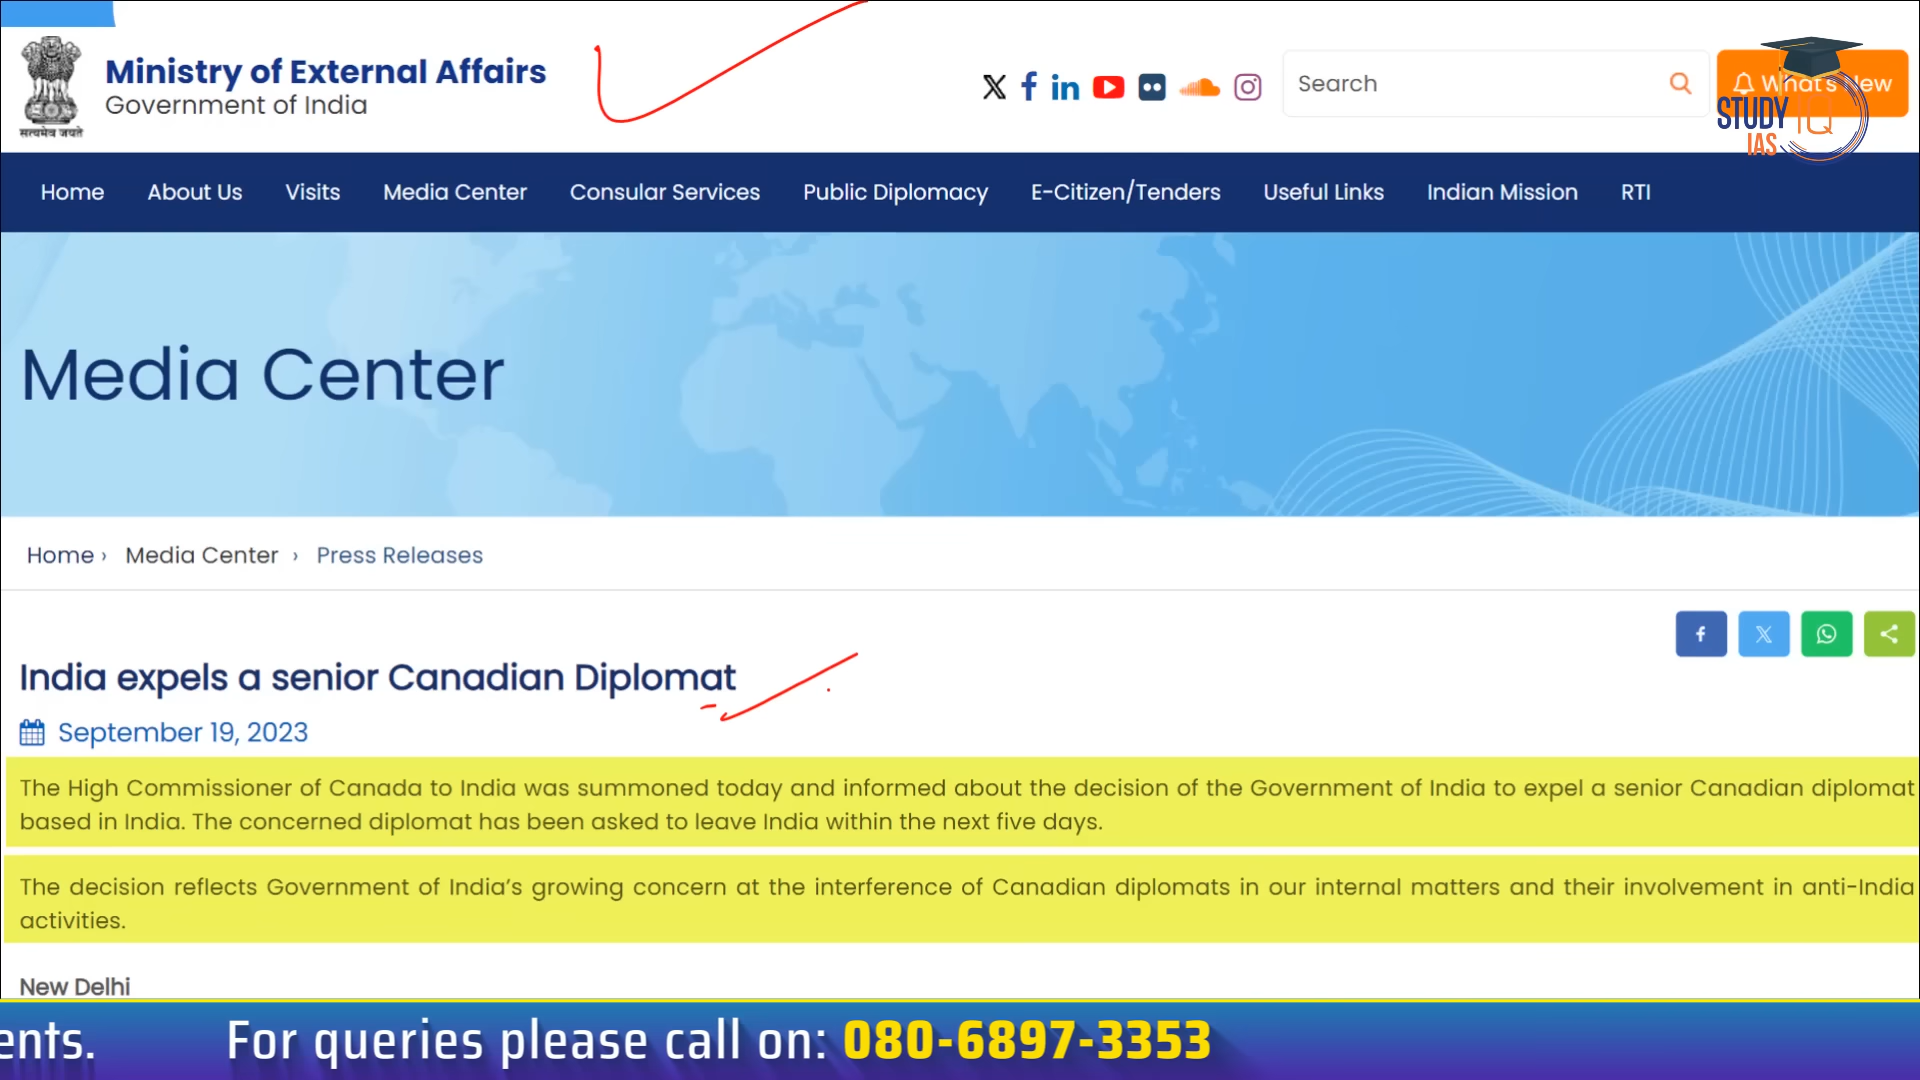 Ministry of External Affairs
Government of India
सत्यमेव जयते
Search
What's New
STUDY IQ
IAS
Home About Us Visits Media Center Consular Services Public Diplomacy E-Citizen/Tenders Useful Links Indian Mission RTI
Media Center
Home › Media Center › Press Releases
India expels a senior Canadian Diplomat
September 19, 2023
The High Commissioner of Canada to India was summoned today and informed about the decision of the Government of India to expel a senior Canadian diplomat
based in India. The concerned diplomat has been asked to leave India within the next five days.
The decision reflects Government of India's growing concern at the interference of Canadian diplomats in our internal matters and their involvement in anti-India
activities.
New Delhi
ents. For queries please call on: 080-6897-3353